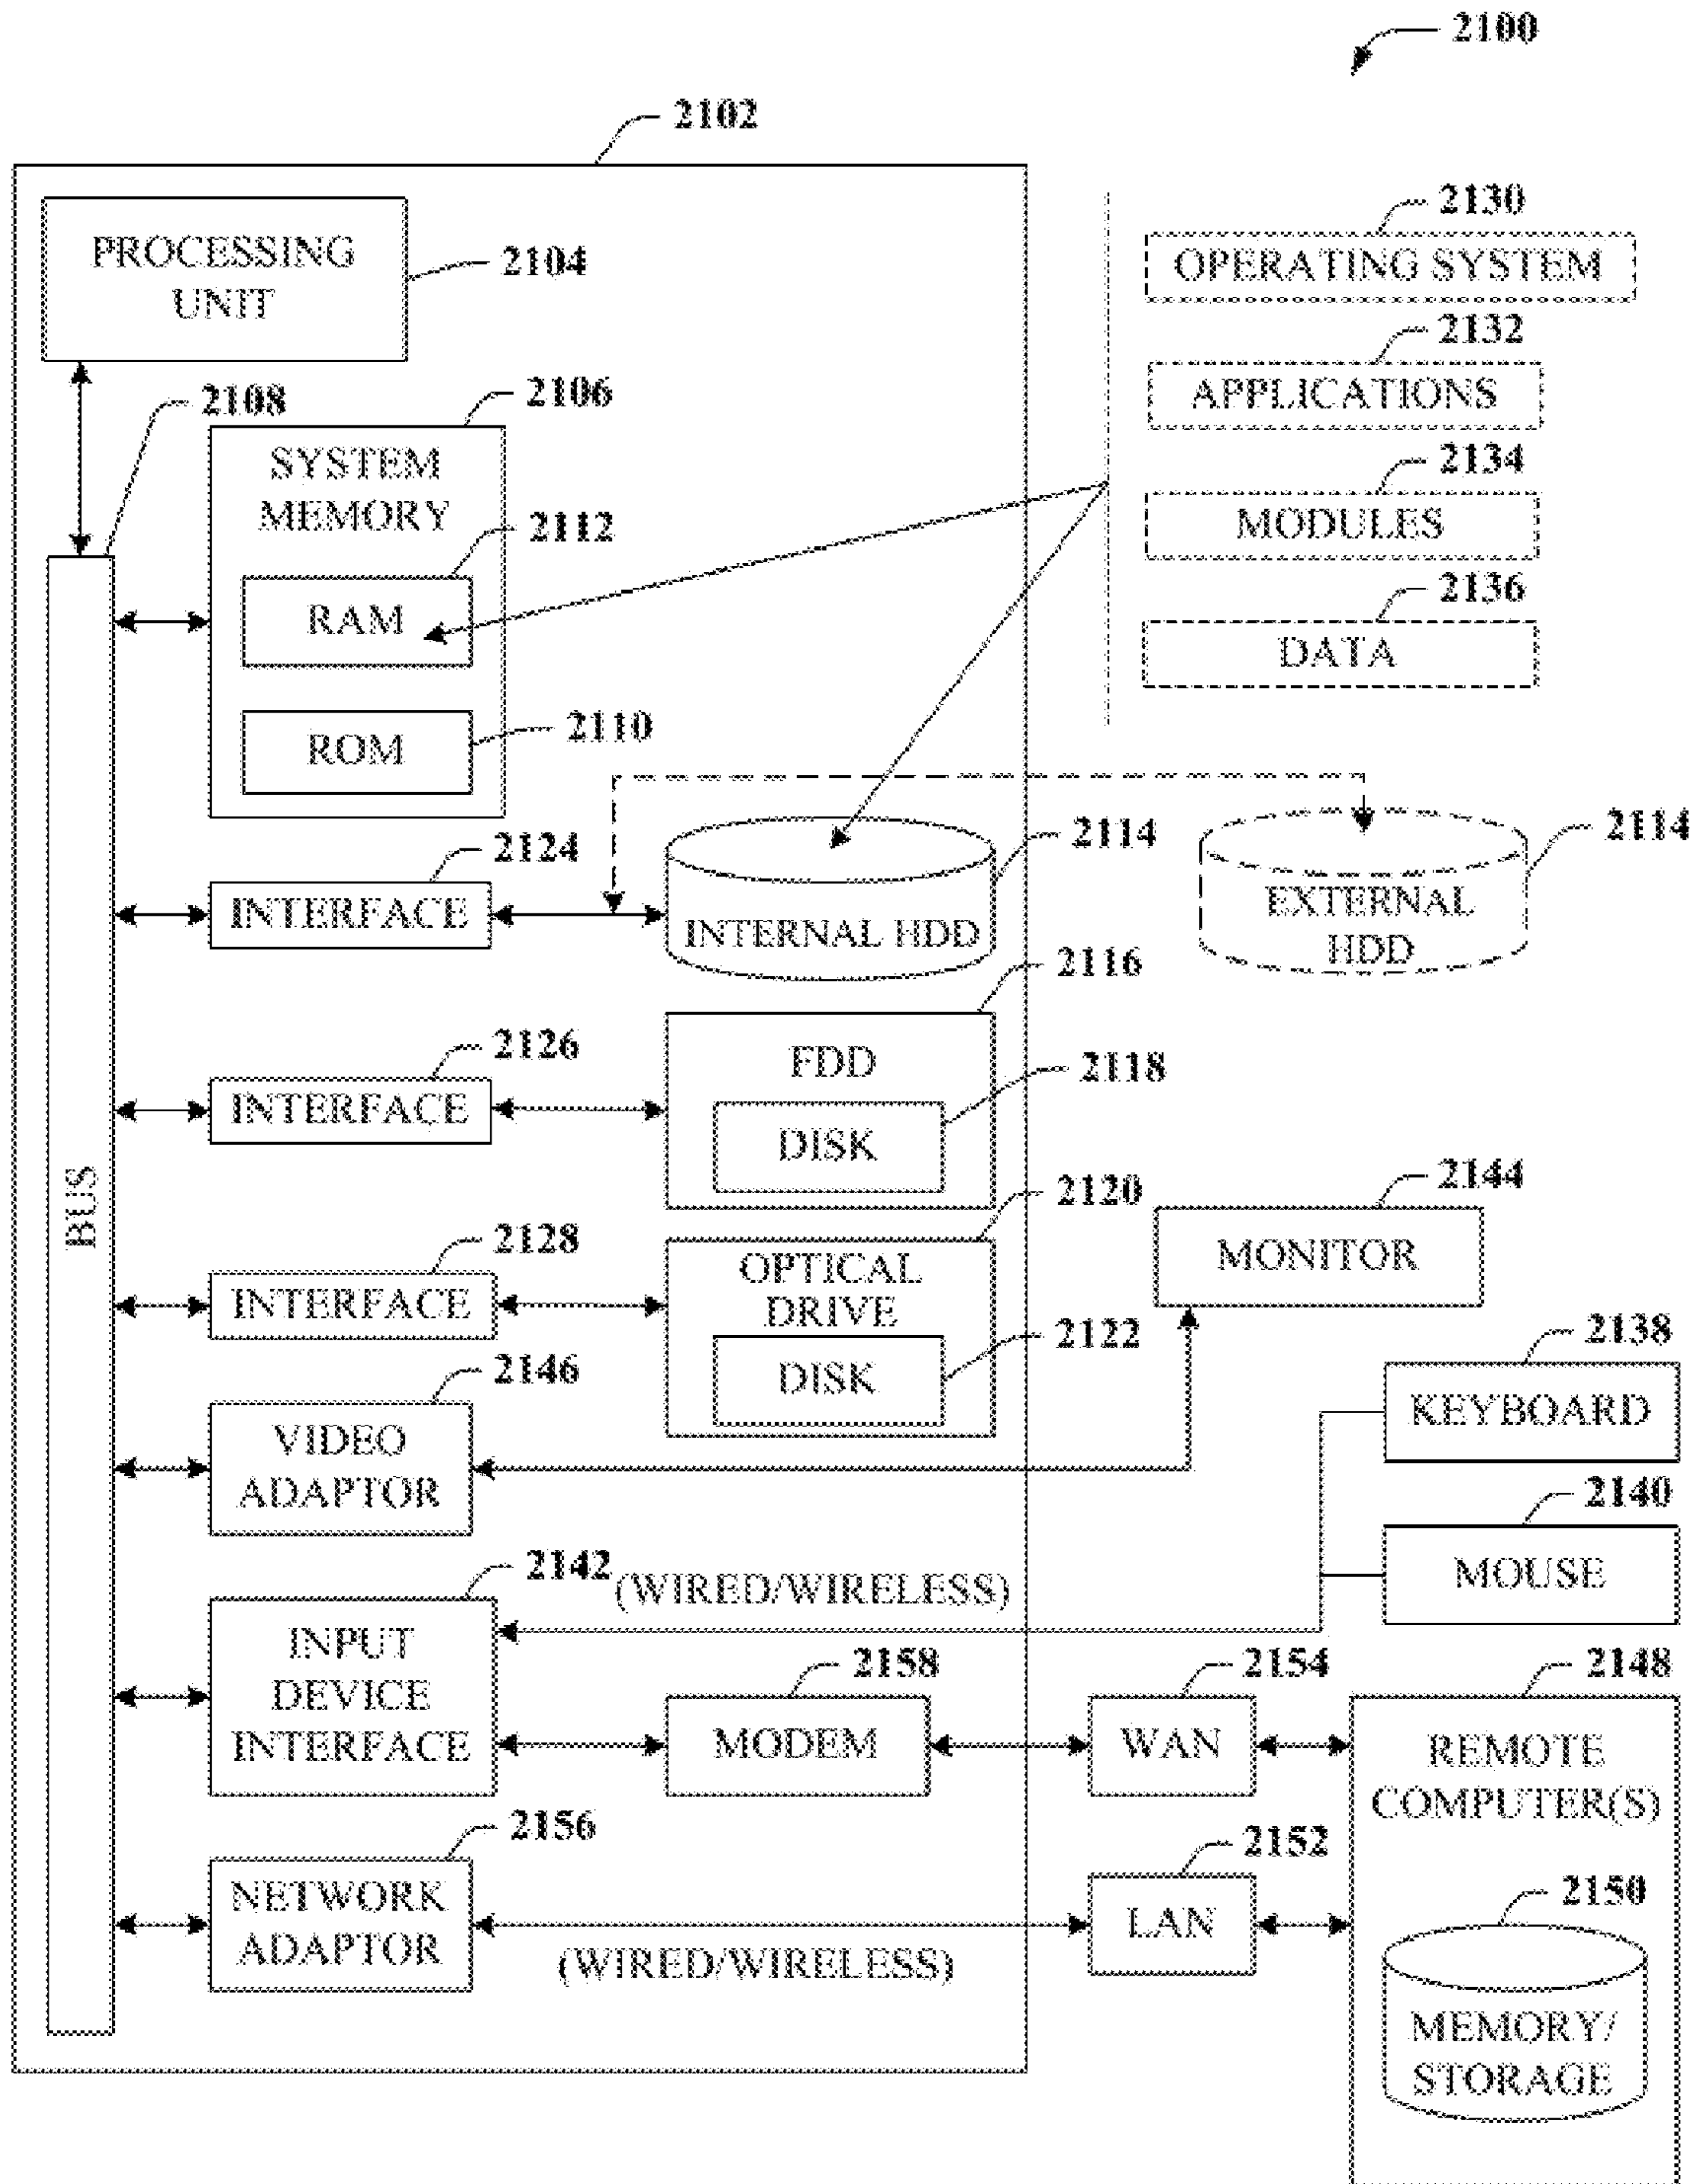 2100
2102
PROCESSING
UNIT
2104
2130
OPERATING SYSTEM
2132
APPLICATIONS
2134
MODULES
2136
DATA
2108
2106
SYSTEM
MEMORY
2112
RAM
2110
ROM
2124
INTERFACE
2114
INTERNAL HDD
2114
EXTERNAL
HDD
2126
INTERFACE
2116
FDD
2118
DISK
BUS
2128
INTERFACE
2120
OPTICAL
DRIVE
2122
DISK
2144
MONITOR
2146
VIDEO
ADAPTOR
2138
KEYBOARD
2140
MOUSE
2142
(WIRED/WIRELESS)
INPUT
DEVICE
INTERFACE
2158
MODEM
2154
WAN
2148
REMOTE
COMPUTER(S)
2156
NETWORK
ADAPTOR
(WIRED/WIRELESS)
2152
LAN
2150
MEMORY/
STORAGE